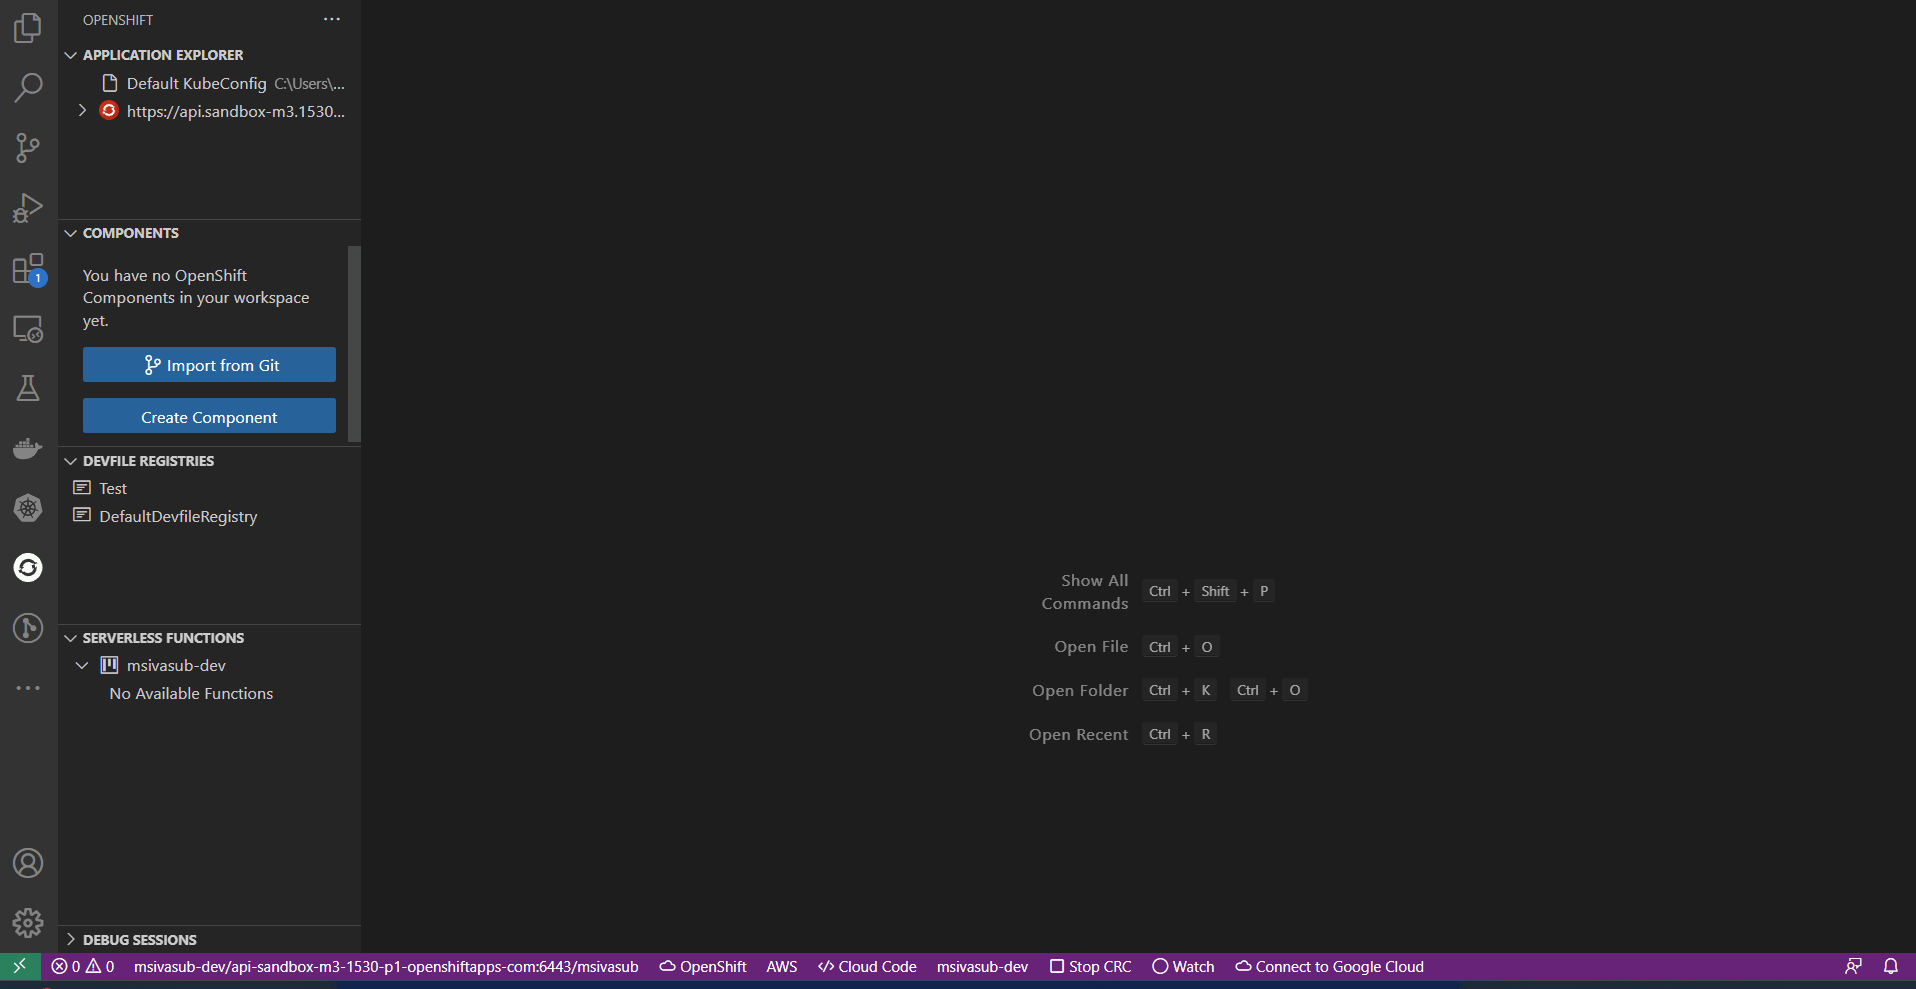 OPENSHIFT
APPLICATION EXPLORER
Default KubeConfig C:\Users\...
https://api.sandbox-m3.1530...
COMPONENTS
You have no OpenShift
Components in your workspace
yet.
Import from Git
Create Component
DEVFILE REGISTRIES
Test
DefaultDevfileRegistry
SERVERLESS FUNCTIONS
msivasub-dev
No Available Functions
DEBUG SESSIONS
1
Show All
Commands Ctrl + Shift + P
Open File Ctrl + O
Open Folder Ctrl + K Ctrl + O
Open Recent Ctrl + R
0 0 msivasub-dev/api-sandbox-m3-1530-p1-openshiftapps-com:6443/msivasub OpenShift AWS Cloud Code msivasub-dev Stop CRC Watch Connect to Google Cloud